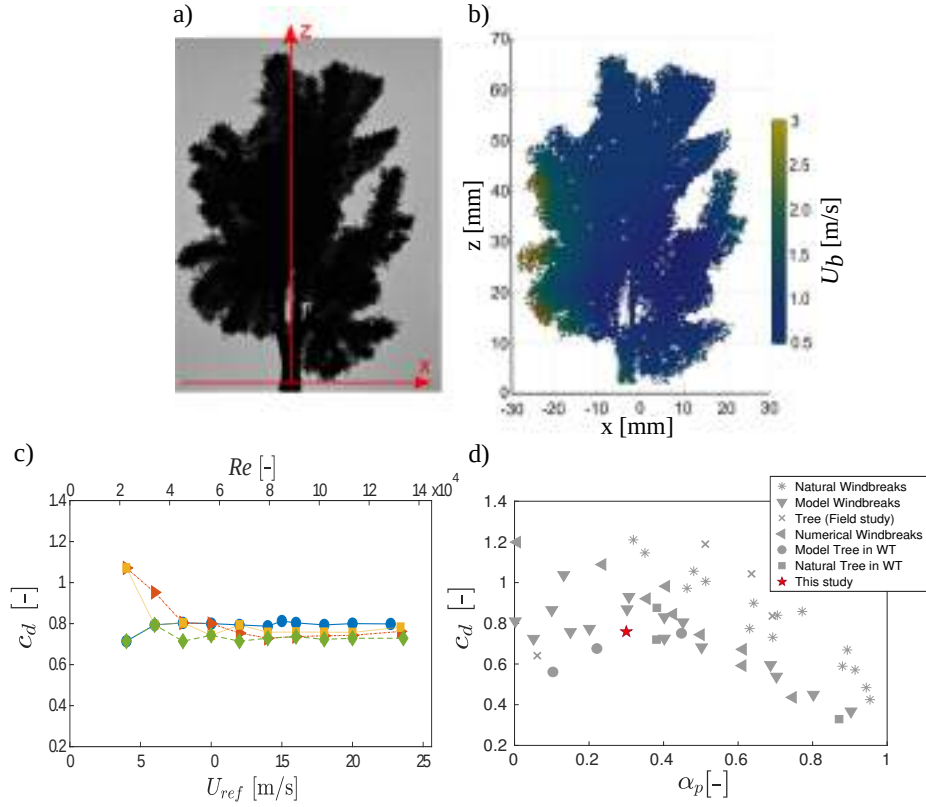 a)
z
x
b)
70
60
50
40
30
20
10
0
z [mm]
-30
-20
-10
0
10
20
30
x [mm]
3
2.5
2.0
1.5
1.0
0.5
U_b [m/s]
c)
Re [-]
0 2 4 6 8 10 12 14 ×10⁴
1.4
1.2
1
0.8
0.6
0.4
0.2
c_d [-]
0 5 10 15 20 25
U_ref [m/s]
d)
1.4
1.2
1.0
0.8
0.6
0.4
0.2
c_d [-]
0 0.2 0.4 0.6 0.8 1
α_p[-]
Natural Windbreaks
Model Windbreaks
Tree (Field study)
Numerical Windbreaks
Model Tree in WT
Natural Tree in WT
This study